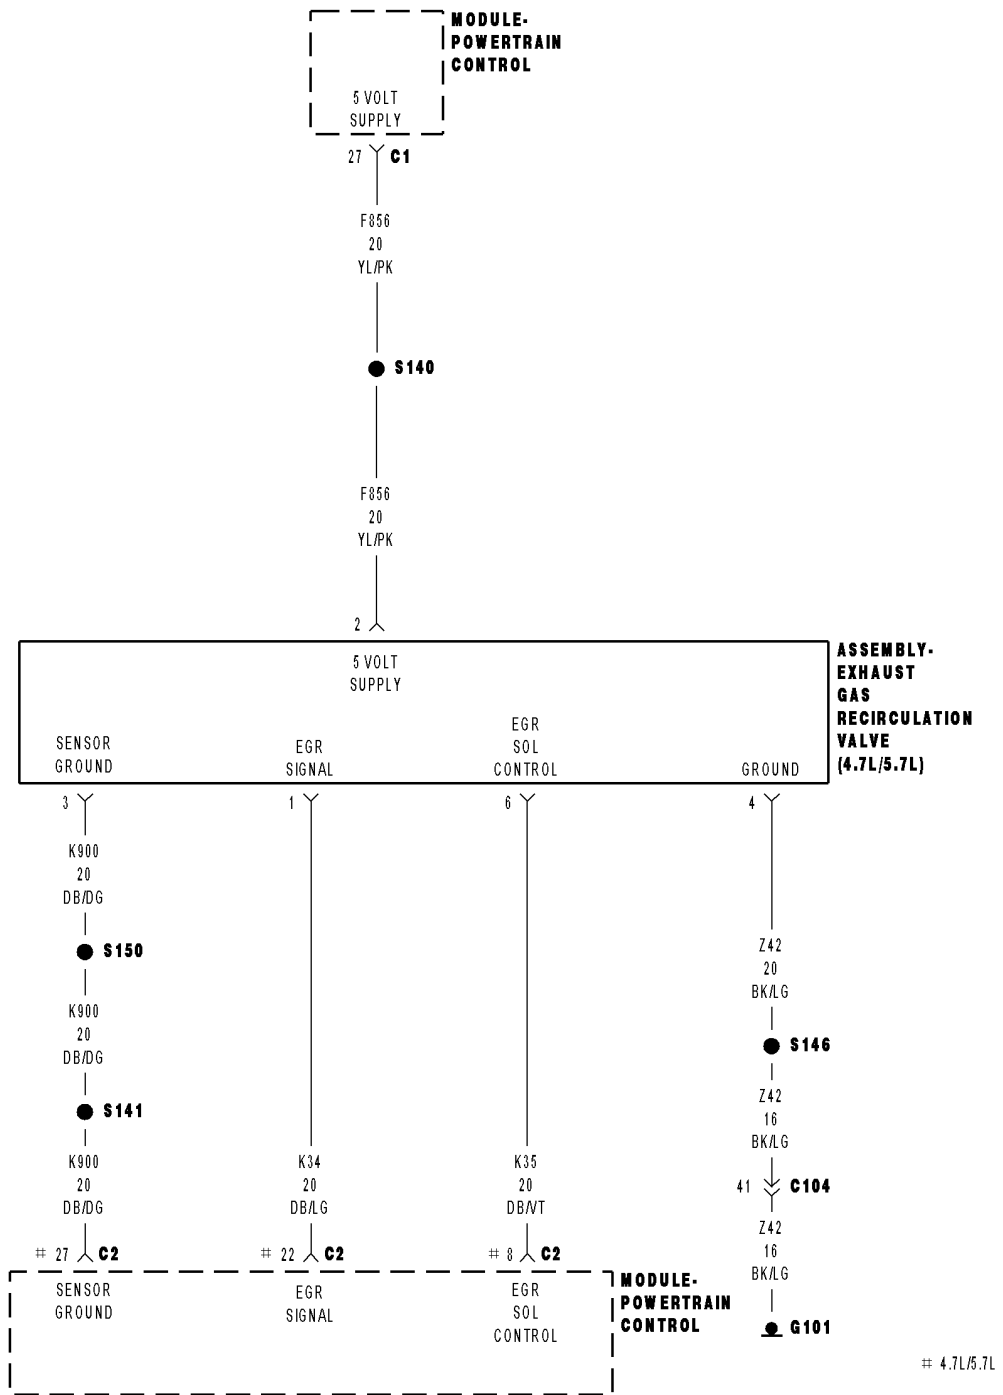 MODULE-
POWERTRAIN
CONTROL
5 VOLT
SUPPLY
27 C1
F856
20
YL/PK
S140
F856
20
YL/PK
2
5 VOLT
SUPPLY
ASSEMBLY-
EXHAUST
GAS
RECIRCULATION
VALVE
(4.7L/5.7L)
SENSOR
GROUND
EGR
SIGNAL
EGR
SOL
CONTROL
GROUND
3
1
6
4
K900
20
DB/DG
S150
K900
20
DB/DG
S141
K900
20
DB/DG
K34
20
DB/LG
K35
20
DB/VT
Z42
20
BK/LG
S146
Z42
16
BK/LG
41 C104
Z42
16
BK/LG
G101
# 27 C2
# 22 C2
# 8 C2
SENSOR
GROUND
EGR
SIGNAL
EGR
SOL
CONTROL
MODULE-
POWERTRAIN
CONTROL
# 4.7L/5.7L